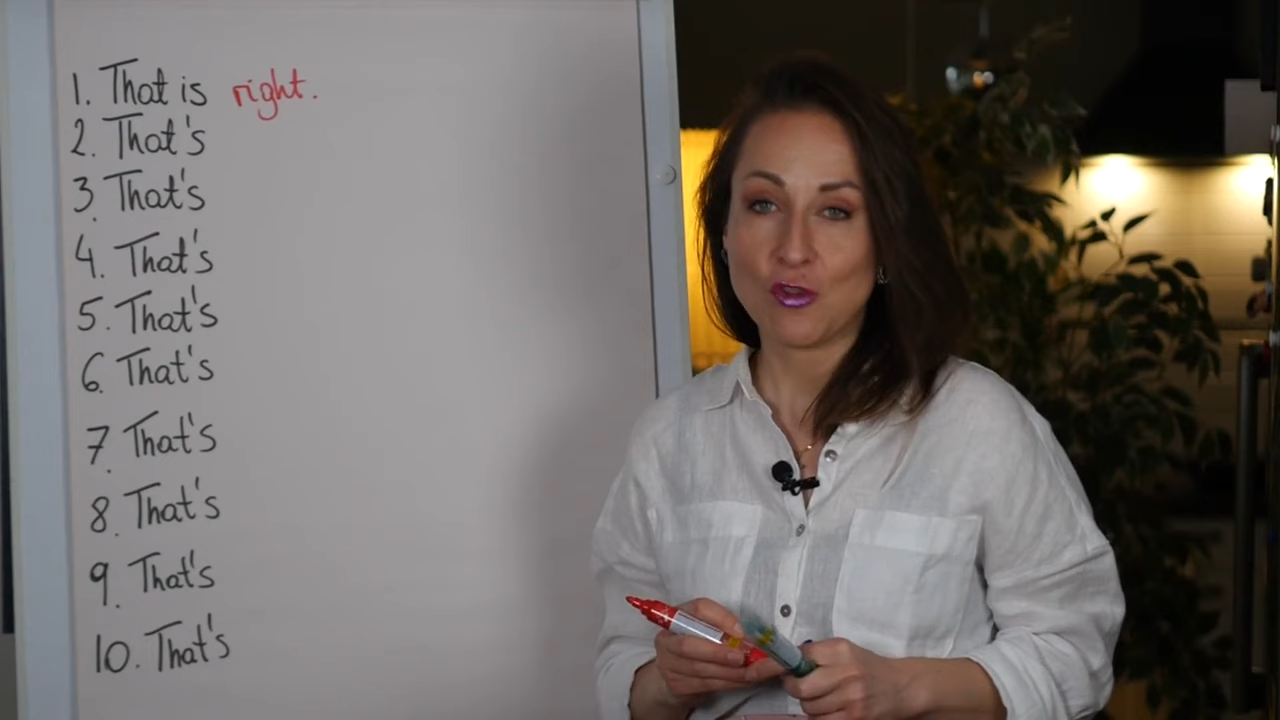 1. That is right.
2. That's
3. That's
4. That's
5. That's
6. That's
7. That's
8. That's
9. That's
10. That's